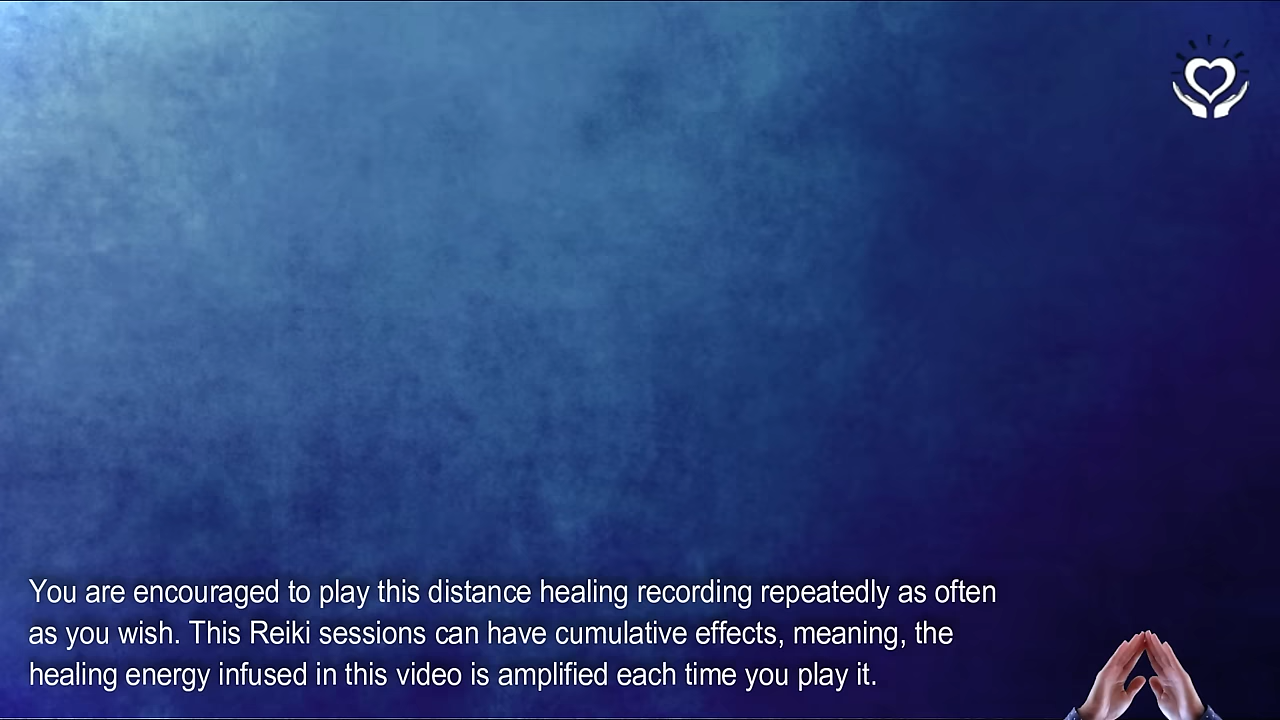 You are encouraged to play this distance healing recording repeatedly as often
as you wish. This Reiki sessions can have cumulative effects, meaning, the
healing energy infused in this video is amplified each time you play it.